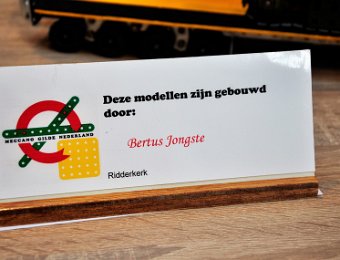 Deze modellen zijn gebouwd
door:
Bertus Jongste
MECCANO GILDE NEDERLAND
Ridderkerk